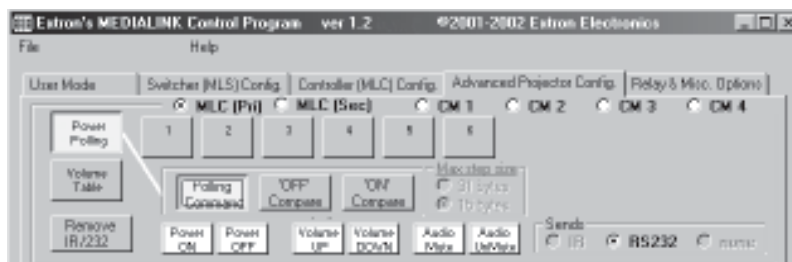 Extron's MEDIALINK Control Program ver 1.2 ©2001-2002 Extron Electronics
File Help
User Mode Switcher (MLS) Config. Controller (MLC) Config. Advanced Projector Config. Relay & Misc. Options
MLC (Pri) MLC (Sec) CM 1 CM 2 CM 3 CM 4
Power Polling 1 2 3 4 5 6
Volume Table
Polling Command 'OFF' Compare 'ON' Compare
Max step size
31 bytes
16 bytes
Remove IR/232
Power ON Power OFF Volume UP Volume DOWN Audio Mute Audio UnMute
Sends
IR RS232 none